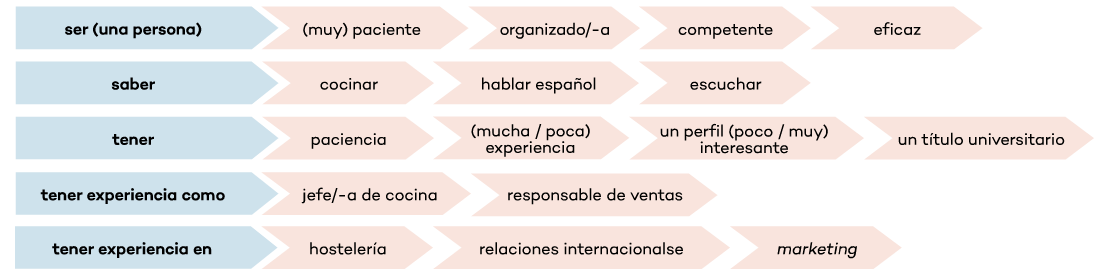 ser (una persona) (muy) paciente organizado/-a competente eficaz
saber cocinar hablar español escuchar
tener paciencia (mucha / poca) experiencia un perfil (poco / muy) interesante un título universitario
tener experiencia como jefe/-a de cocina responsable de ventas
tener experiencia en hostelería relaciones internacionalse marketing